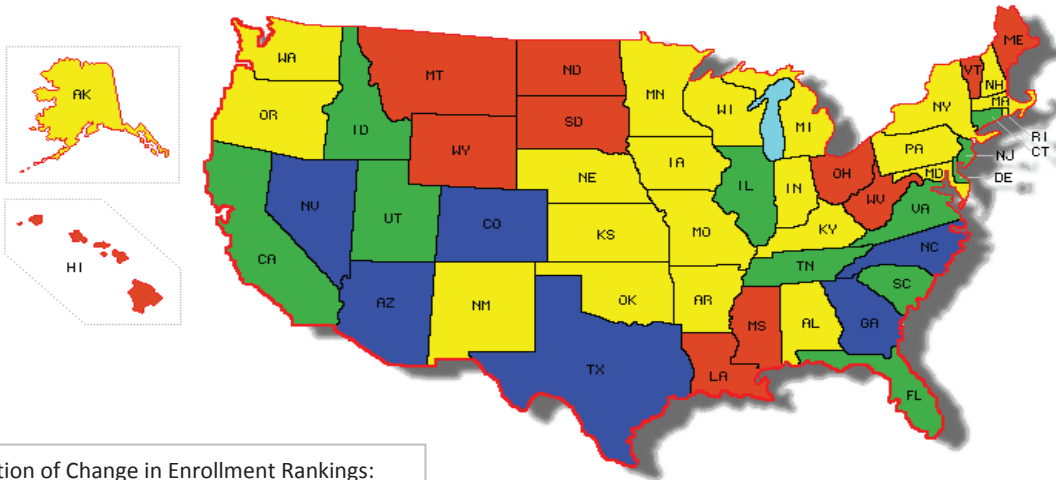 AK
HI
WA
OR
CA
NV
ID
MT
WY
UT
AZ
CO
NM
ND
SD
NE
KS
OK
TX
MN
IA
MO
AR
LA
WI
IL
MI
IN
OH
KY
TN
MS
AL
GA
FL
SC
NC
VA
WV
PA
NY
MD
VT
NH
MA
ME
RI
CT
NJ
DE
tion of Change in Enrollment Rankings: